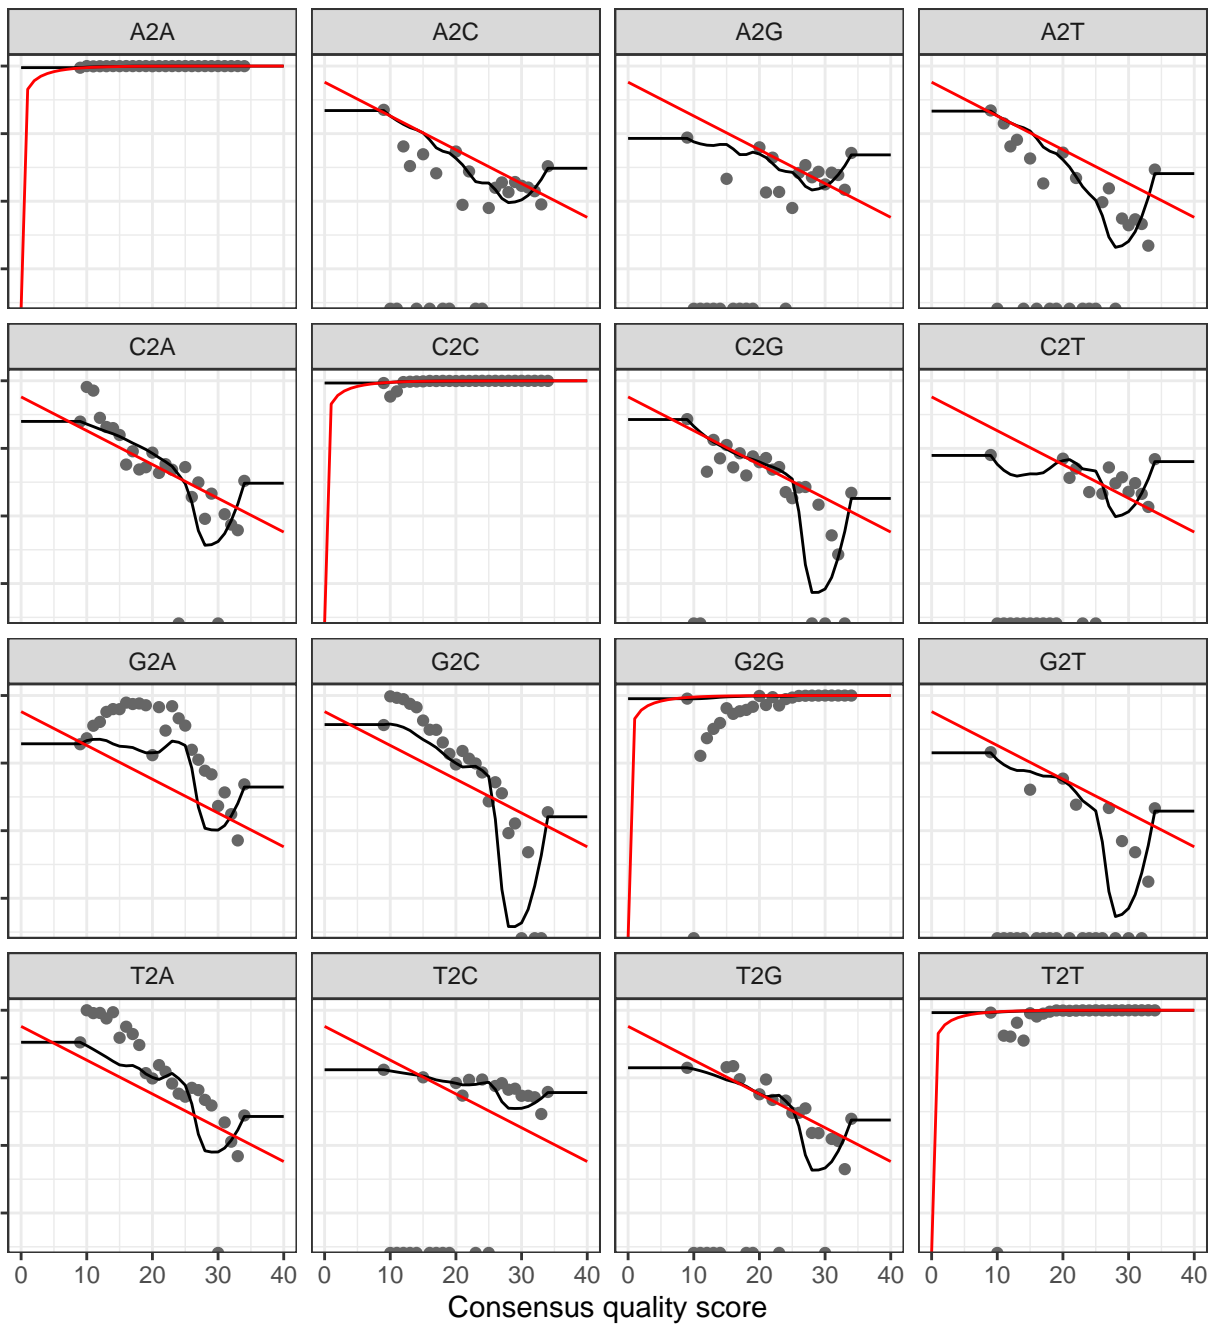 A2A A2C A2G A2T
C2A C2C C2G C2T
G2A G2C G2G G2T
T2A T2C T2G T2T
0 10 20 30 40 0 10 20 30 40 0 10 20 30 40 0 10 20 30 40
Consensus quality score